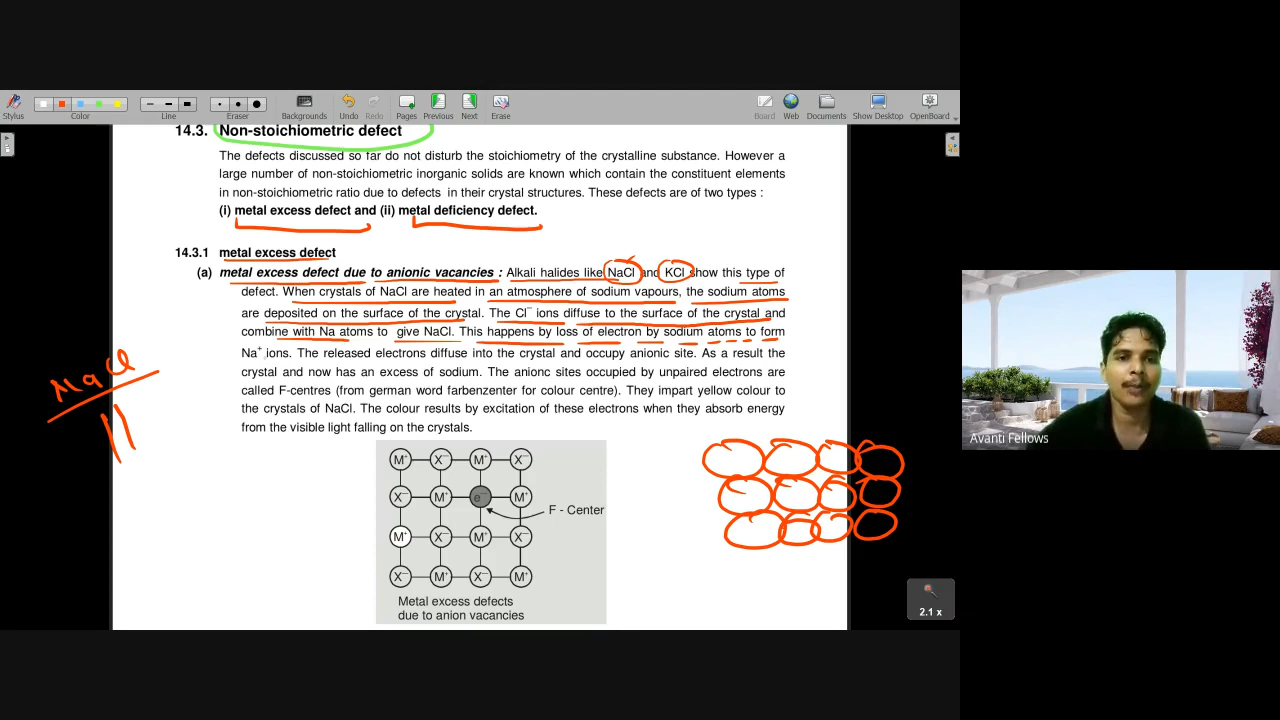 Stylus
Color
Line
Eraser
Backgrounds
Undo
Redo
Pages
Previous
Next
Erase
Board
Web
Documents
Show Desktop
OpenBoard
14.3. Non-stoichiometric defect
The defects discussed so far do not disturb the stoichiometry of the crystalline substance. However a
large number of non-stoichiometric inorganic solids are known which contain the constituent elements
in non-stoichiometric ratio due to defects in their crystal structures. These defects are of two types :
(i) metal excess defect and (ii) metal deficiency defect.
14.3.1 metal excess defect
(a) metal excess defect due to anionic vacancies : Alkali halides like NaCl and KCl show this type of
defect. When crystals of NaCl are heated in an atmosphere of sodium vapours, the sodium atoms
are deposited on the surface of the crystal. The Cl⁻ ions diffuse to the surface of the crystal and
combine with Na atoms to give NaCl. This happens by loss of electron by sodium atoms to form
Na⁺ ions. The released electrons diffuse into the crystal and occupy anionic site. As a result the
crystal and now has an excess of sodium. The anionc sites occupied by unpaired electrons are
called F-centres (from german word farbenzenter for colour centre). They impart yellow colour to
the crystals of NaCl. The colour results by excitation of these electrons when they absorb energy
from the visible light falling on the crystals.
NaCl
M⁺ X⁻ M⁺ X⁻
X⁻ M⁺ e⁻ M⁺
F - Center
M⁺ X⁻ M⁺ X⁻
X⁻ M⁺ X⁻ M⁺
Metal excess defects
due to anion vacancies
Avanti Fellows
2.1 x